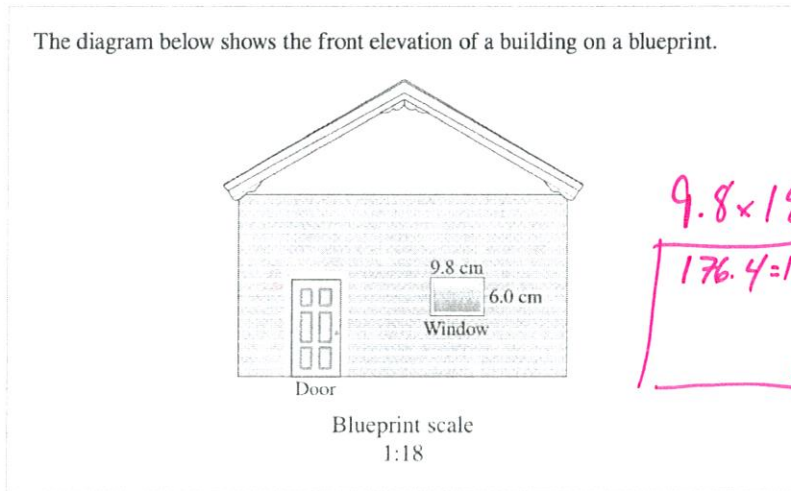 The diagram below shows the front elevation of a building on a blueprint.
9.8 cm
6.0 cm
Window
Door
Blueprint scale
1:18
9.8x1
176.4=1